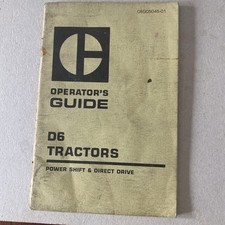 OPERATOR'S
GUIDE
D6
TRACTORS
POWER SHIFT & DIRECT DRIVE